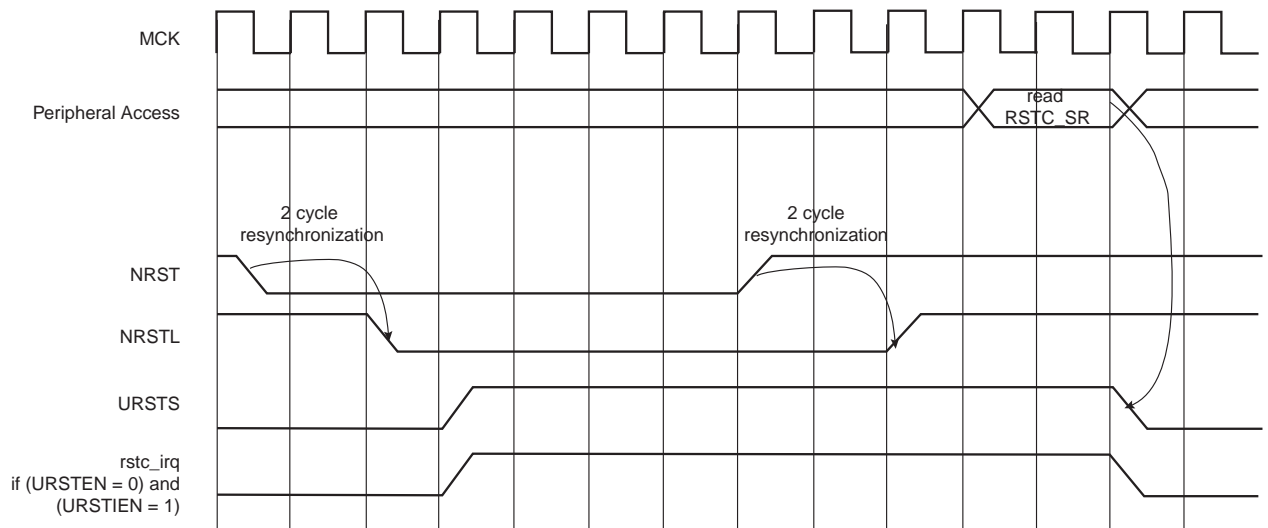 MCK
Peripheral Access
read
RSTC_SR
2 cycle
resynchronization
2 cycle
resynchronization
NRST
NRSTL
URSTS
rstc_irq
if (URSTEN = 0) and
(URSTIEN = 1)